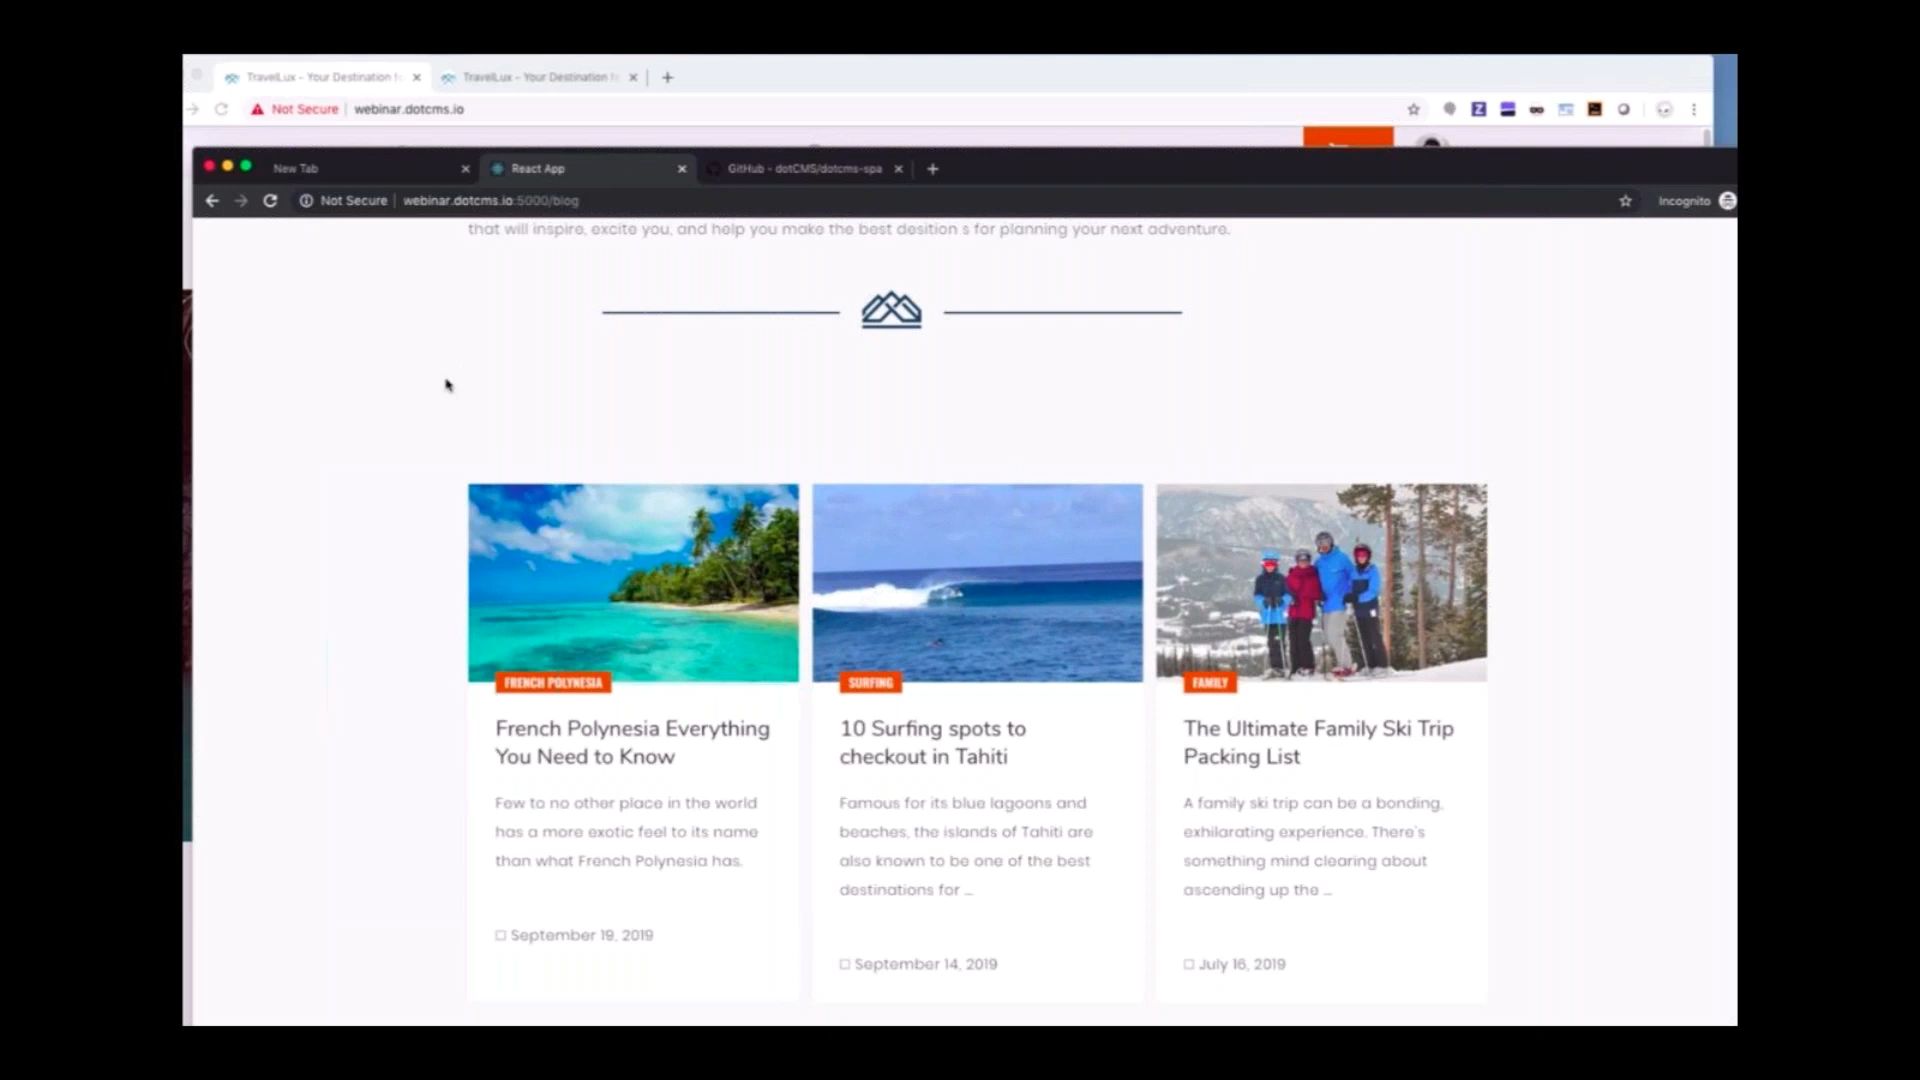 TravelLux - Your Destination
TravelLux - Your Destination
Not Secure
webinar.dotcms.io
New Tab
React App
GitHub - dotCMS/dotcms-spa
Not Secure
webinar.dotcms.io:5000/blog
Incognito
that will inspire, excite you, and help you make the best desition s for planning your next adventure.
FRENCH POLYNESIA
French Polynesia Everything
You Need to Know
Few to no other place in the world
has a more exotic feel to its name
than what French Polynesia has.
September 19, 2019
SURFING
10 Surfing spots to
checkout in Tahiti
Famous for its blue lagoons and
beaches, the islands of Tahiti are
also known to be one of the best
destinations for ...
September 14, 2019
FAMILY
The Ultimate Family Ski Trip
Packing List
A family ski trip can be a bonding,
exhilarating experience. There's
something mind clearing about
ascending up the ...
July 16, 2019